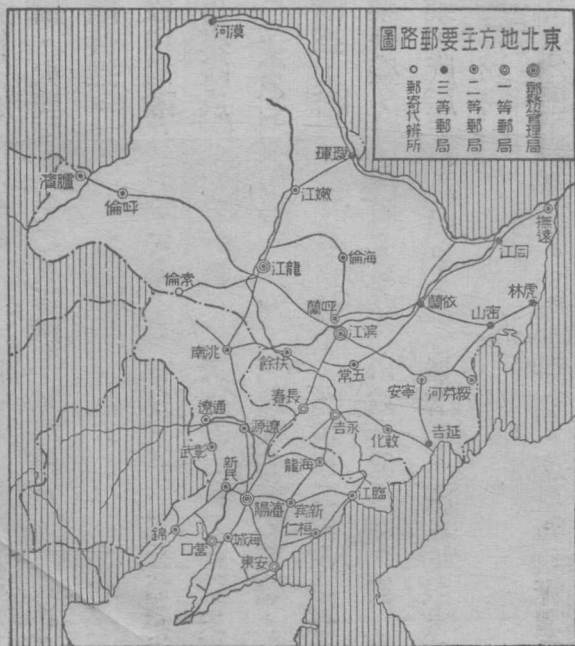 東北地方主要郵路圖
郵務管理局
一等郵局
二等郵局
三等郵局
郵寄代辦所
漠河
璦琿
嫩江
臚濱
呼倫
撫遠
同江
龍江
海倫
索倫
虎林
密山
依蘭
呼蘭
滨江
洮南
扶餘
五常
寧安
綏芬河
長春
永吉
敦化
延吉
通遼
遼源
彰武
海龍
新民
瀋陽
新賓
臨江
桓仁
錦
營口
海城
安東